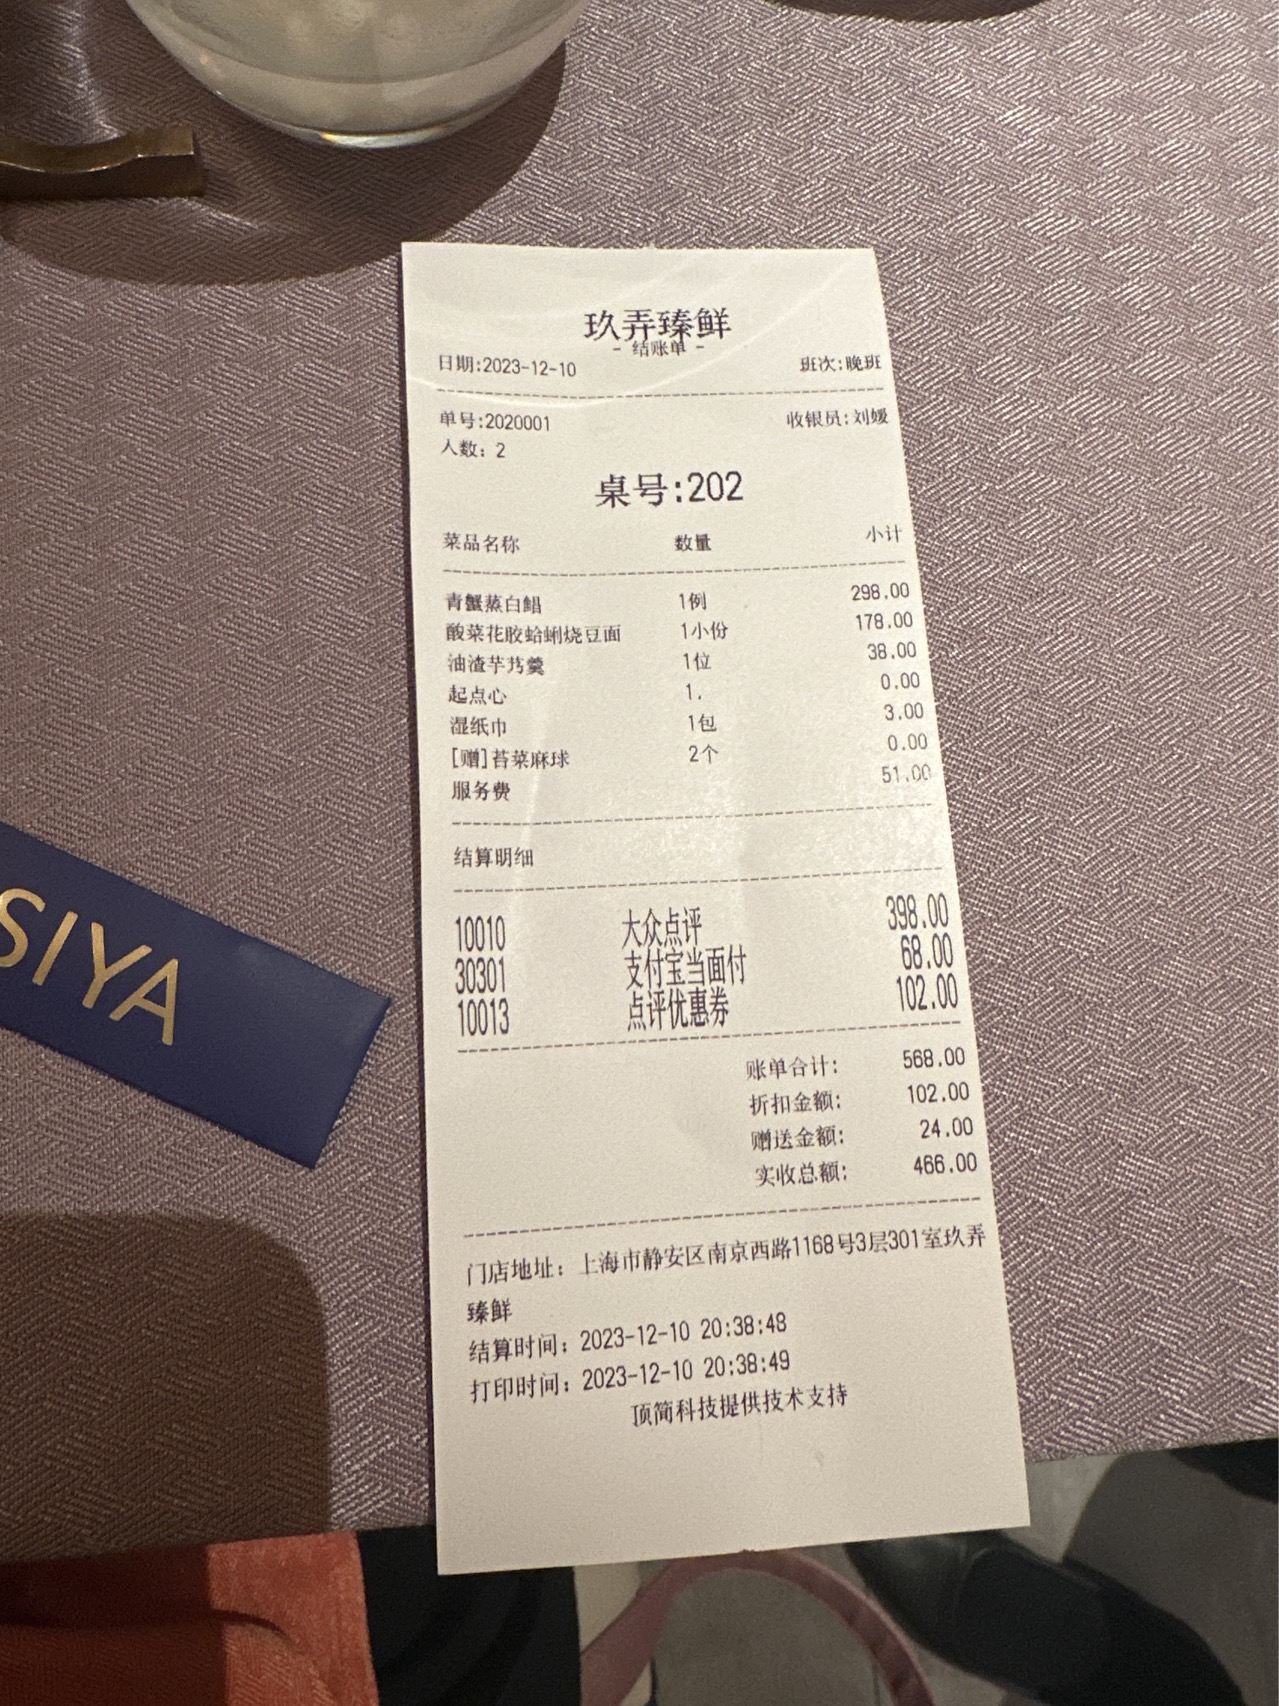 玖弄臻鲜
- 结账单 -
日期:2023-12-10 班次:晚班
单号:2020001 收银员:刘媛
人数: 2
桌号:202
菜品名称 数量 小计
青蟹蒸白鲳 1例 298.00
酸菜花胶蛤蜊烧豆面 1小份 178.00
油渣芋艿羹 1位 38.00
起点心 1. 0.00
湿纸巾 1包 3.00
[赠]苔菜麻球 2个 0.00
服务费 51.00
结算明细
10010 大众点评 398.00
30301 支付宝当面付 68.00
10013 点评优惠券 102.00
账单合计: 568.00
折扣金额: 102.00
赠送金额: 24.00
实收总额: 466.00
门店地址: 上海市静安区南京西路1168号3层301室玖弄
臻鲜
结算时间: 2023-12-10 20:38:48
打印时间: 2023-12-10 20:38:49
顶简科技提供技术支持
SIYA